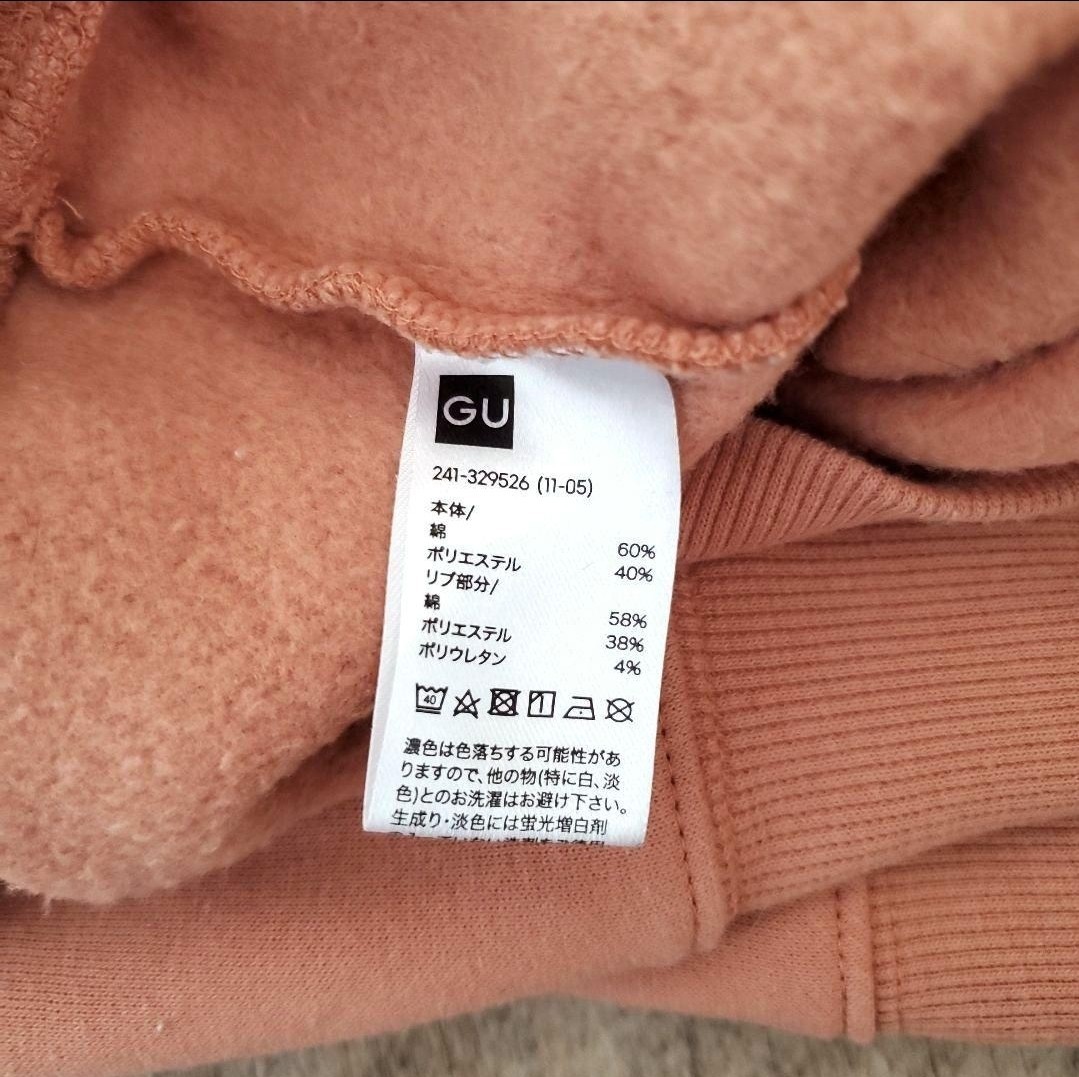 GU
241-329526 (11-05)
本体/
綿 60%
ポリエステル 40%
リブ部分/
綿 58%
ポリエステル 38%
ポリウレタン 4%
40
濃色は色落ちする可能性があ
りますので、他の物(特に白、淡
色)とのお洗濯はお避け下さい。
生成り・淡色には蛍光増白剤